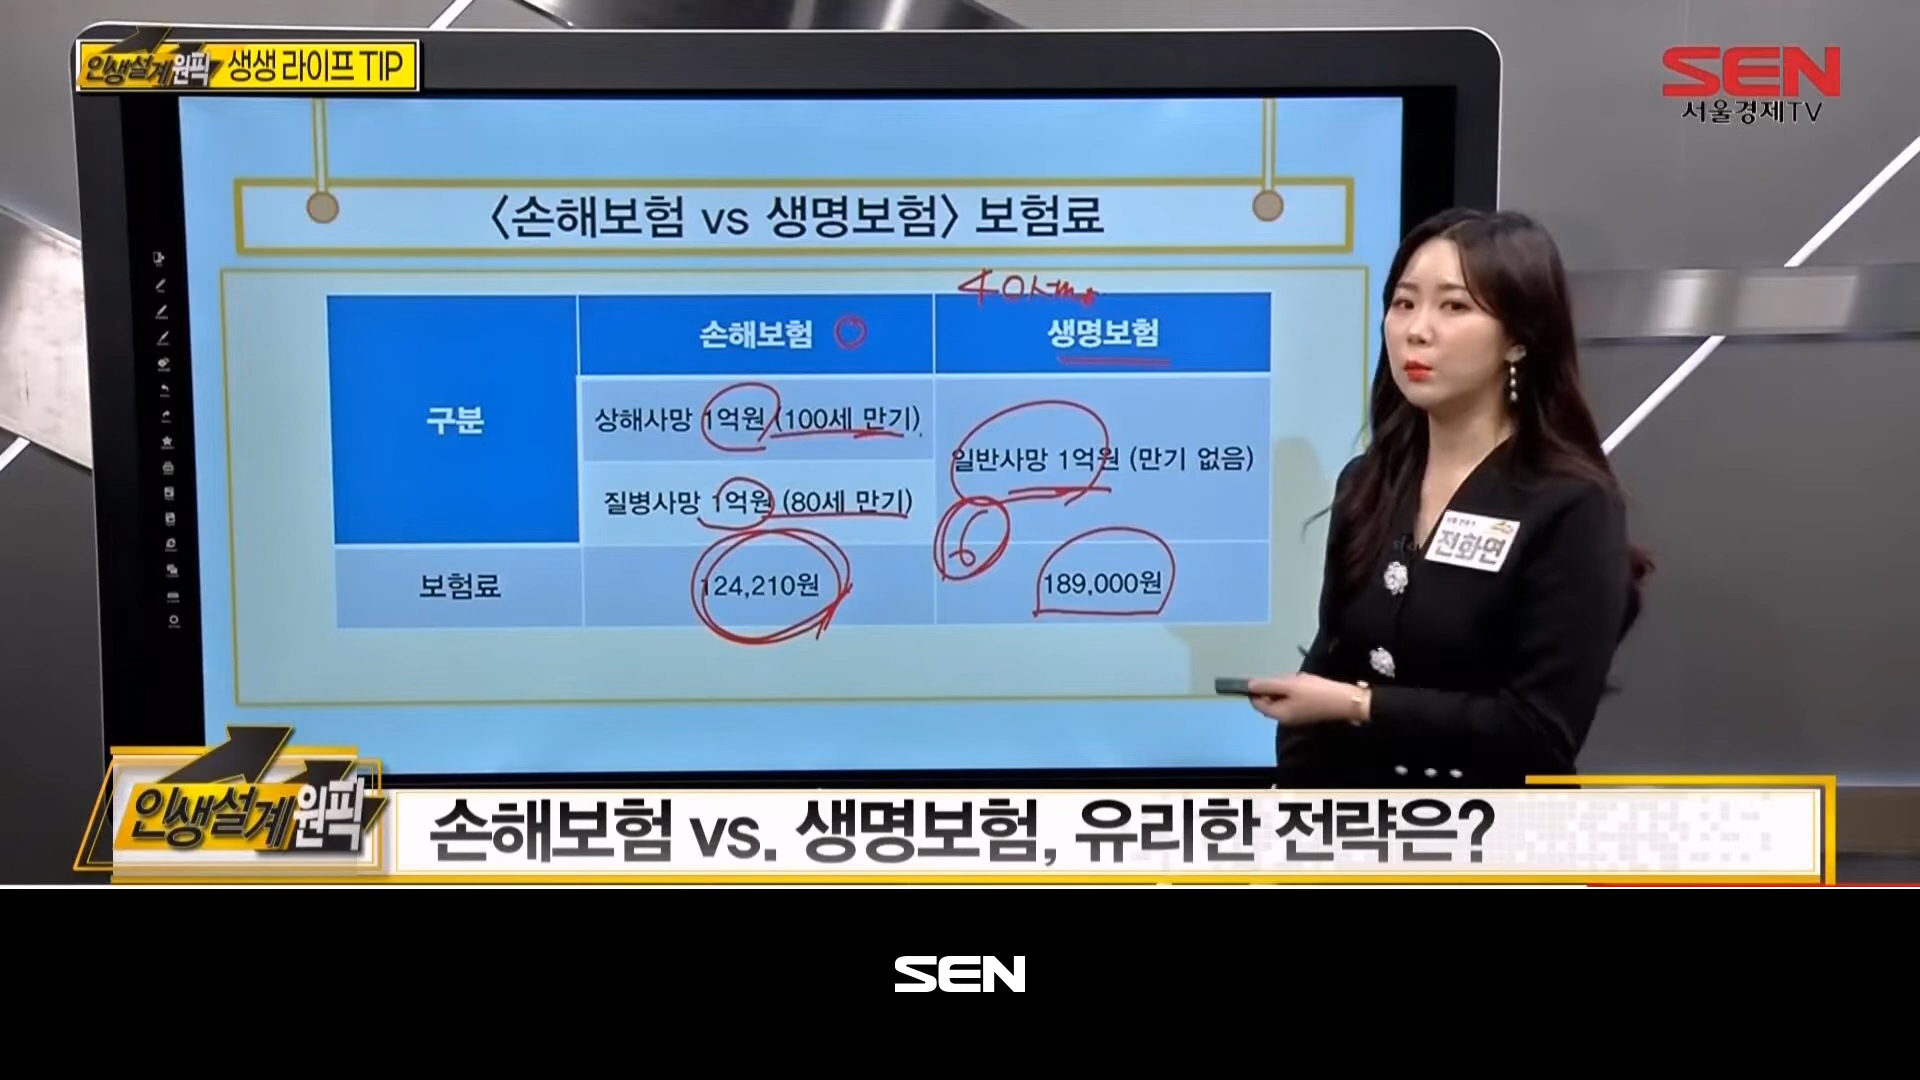 인생설계원픽 생생 라이프 TIP
SEN
서울경제TV
〈손해보험 vs 생명보험〉 보험료
40
구분
손해보험
생명보험
상해사망 1억원 (100세 만기)
질병사망 1억원 (80세 만기)
일반사망 1억원 (만기 없음)
6
보험료
124,210원
189,000원
전화연
인생설계원픽
손해보험 vs. 생명보험, 유리한 전략은?
SEN